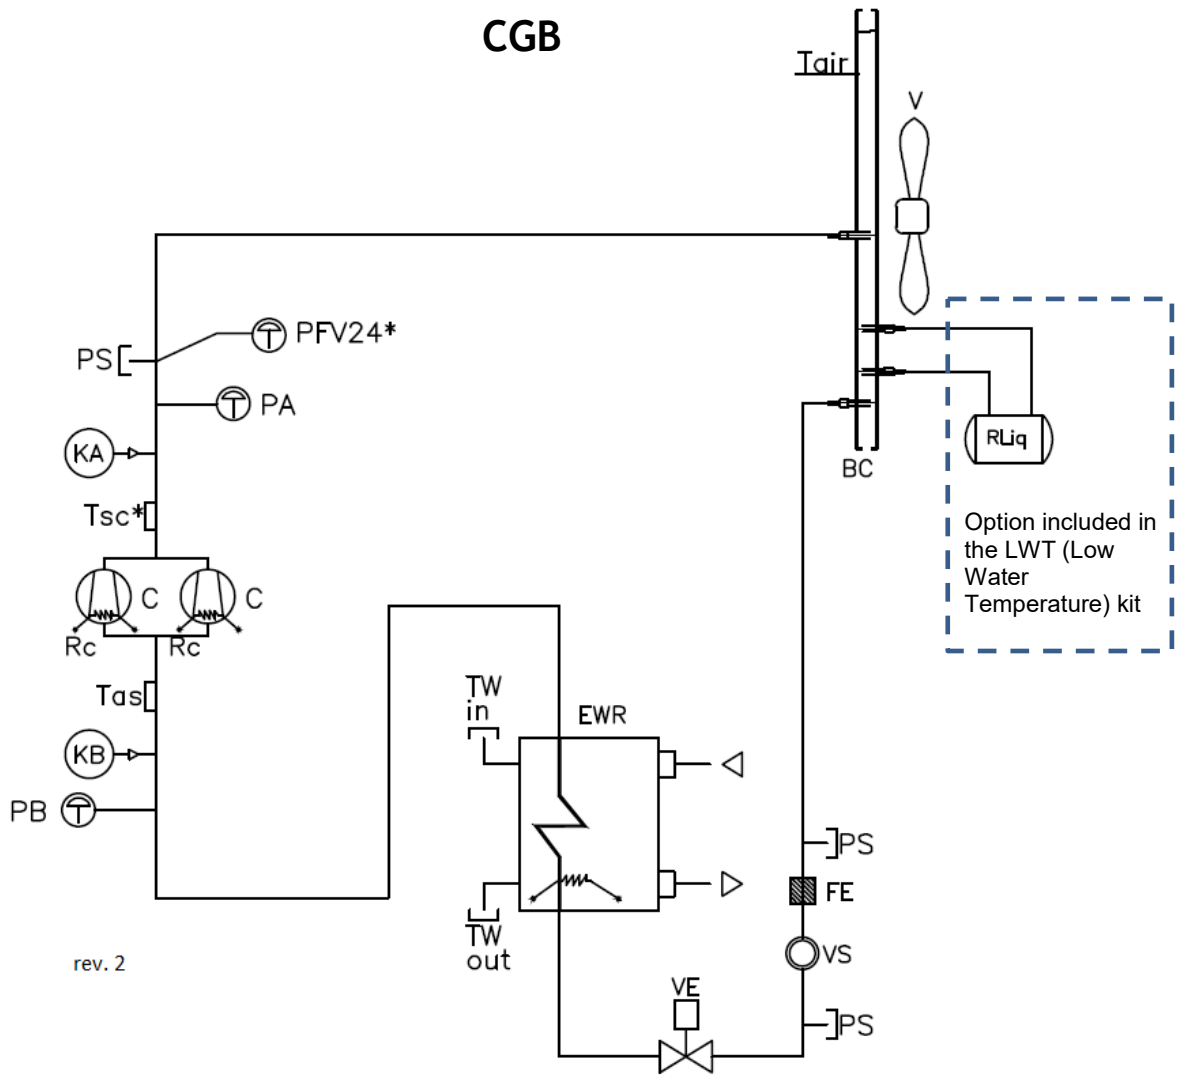 CGB
Tair
V
PFV24*
PS
PA
KA
RLiq
BC
Tsc*
Option included in
the LWT (Low
Water
Temperature) kit
C
C
Rc
Rc
Tas
TW
in
EWR
KB
PB
PS
FE
TW
out
VS
rev. 2
VE
PS